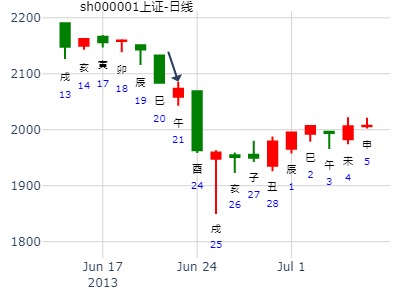 sh000001上证-日线
2200
2100
2000
1900
1800
戌
13
亥
14
寅
17
卯
18
辰
19
巳
20
午
21
酉
24
戌
25
亥
26
子
27
丑
28
辰
1
巳
2
午
3
未
4
申
5
Jun 17
2013
Jun 24
Jul 1